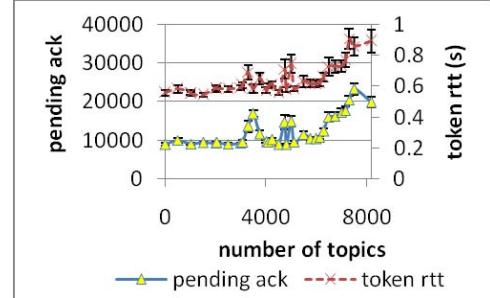 40000
30000
20000
10000
0
pending ack
1
0.8
0.6
0.4
0.2
0
token rtt (s)
0 4000 8000
number of topics
pending ack token rtt